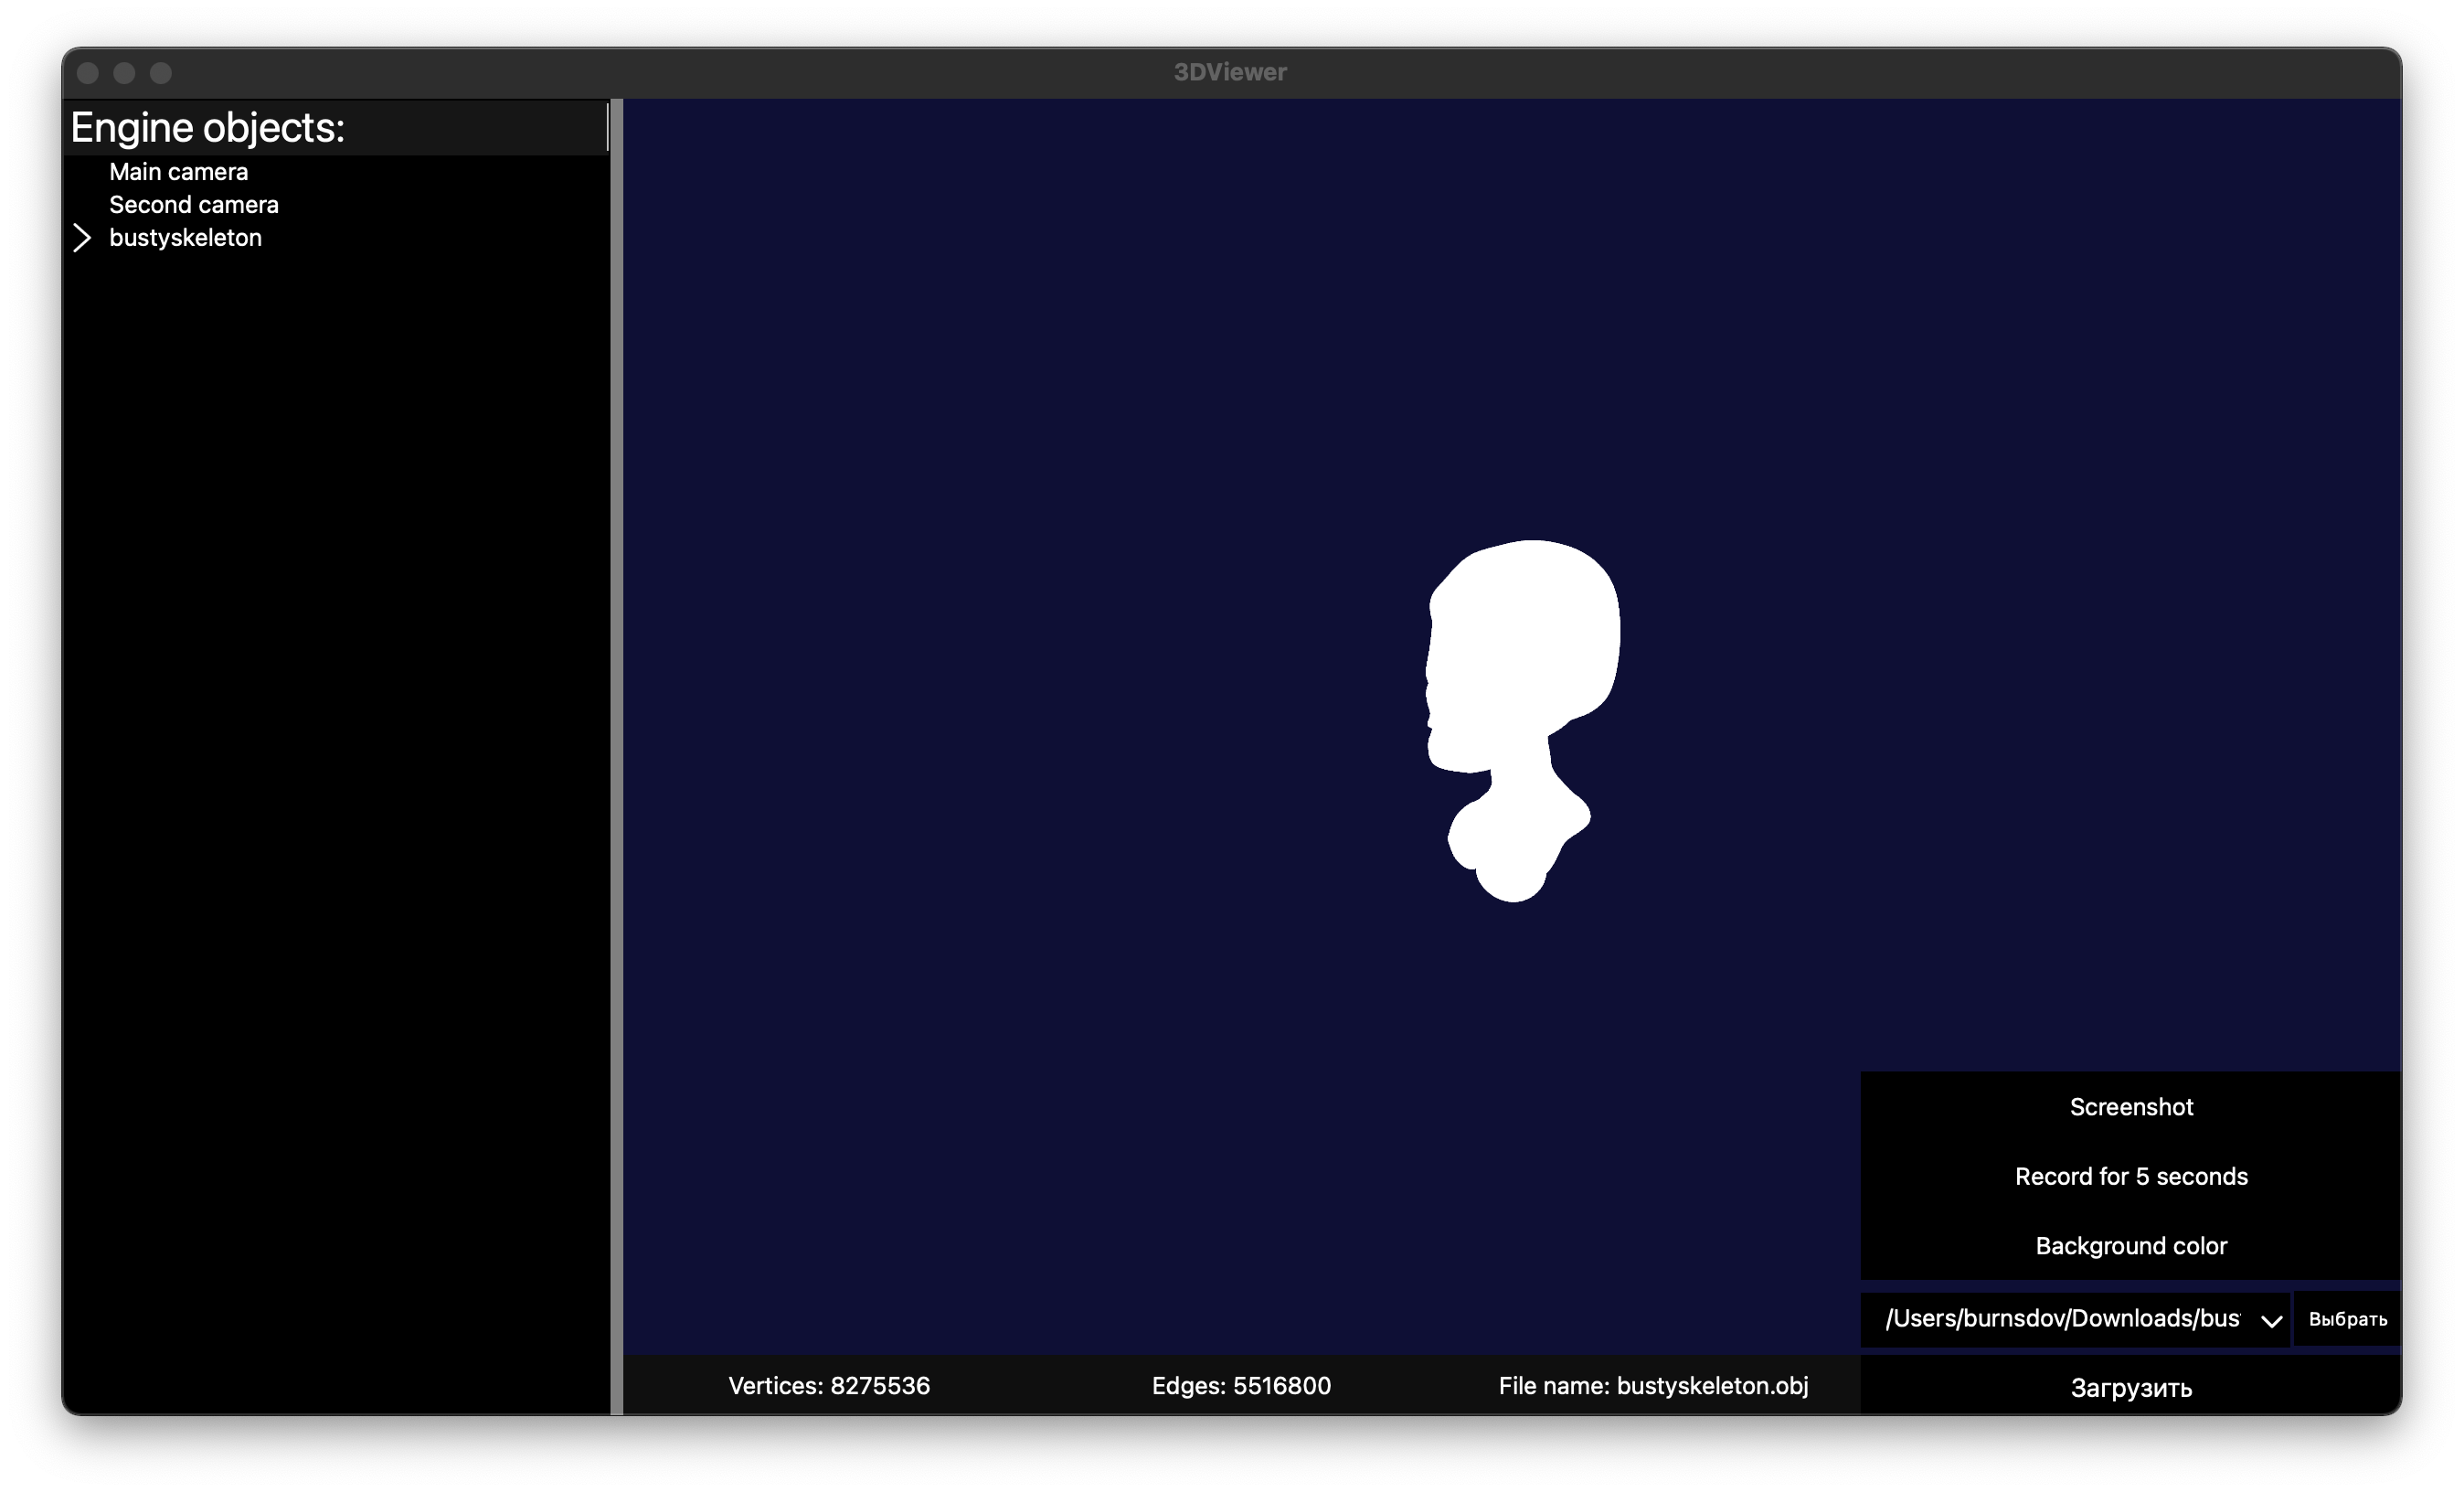 3DViewer
Engine objects:
Main camera
Second camera
bustyskeleton
Screenshot
Record for 5 seconds
Background color
/Users/burnsdov/Downloads/bus
Выбрать
Vertices: 8275536
Edges: 5516800
File name: bustyskeleton.obj
Загрузить